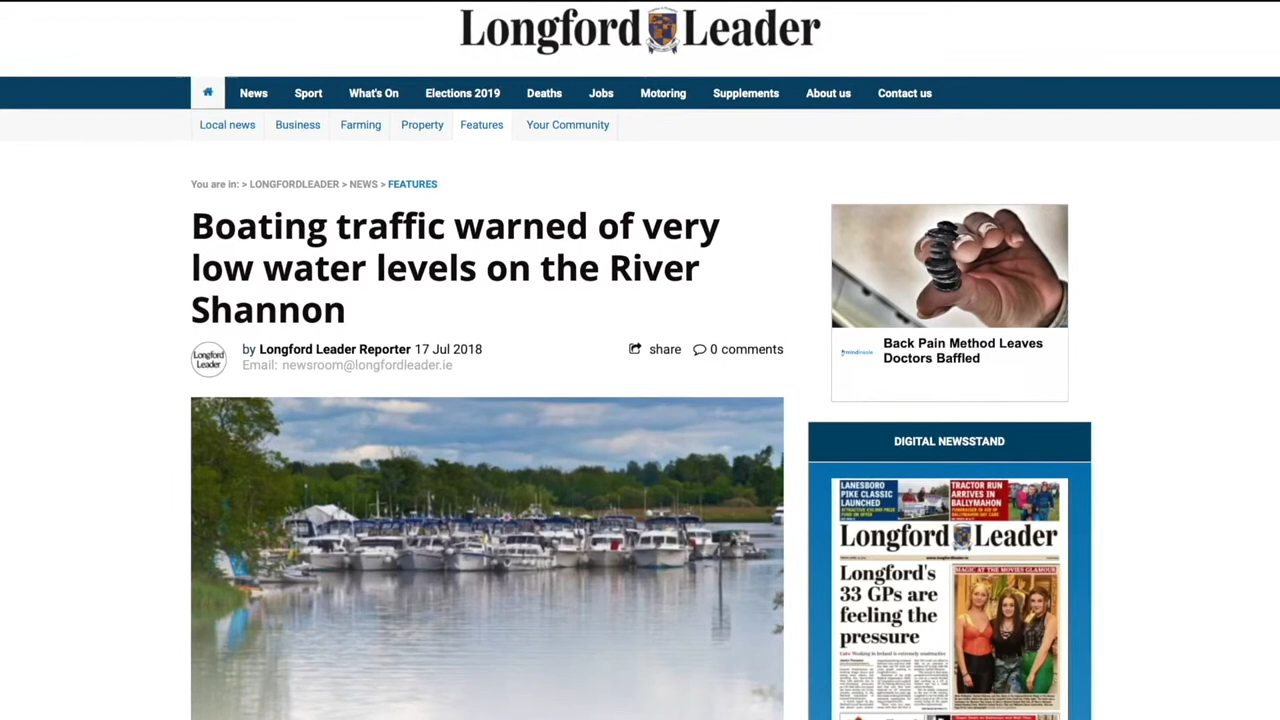 Longford Leader
News Sport What's On Elections 2019 Deaths Jobs Motoring Supplements About us Contact us
Local news Business Farming Property Features Your Community
You are in: > LONGFORDLEADER > NEWS > FEATURES
Boating traffic warned of very
low water levels on the River
Shannon
Longford
Leader
by Longford Leader Reporter 17 Jul 2018
Email: newsroom@longfordleader.ie
share 0 comments
mindinsole
Back Pain Method Leaves
Doctors Baffled
DIGITAL NEWSSTAND
LANESBORO
PIKE CLASSIC
LAUNCHED
TRACTOR RUN
ARRIVES IN
BALLYMAHON
Longford Leader
www.longfordleader.ie
Longford's
33 GPs are
feeling the
pressure
MAGIC AT THE MOVIES GLAMOUR